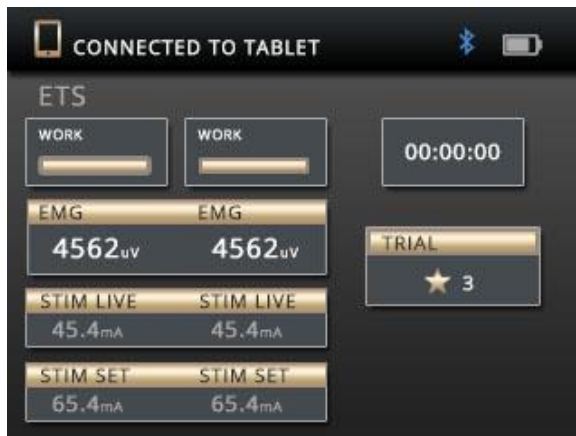 CONNECTED TO TABLET
ETS
WORK WORK 00:00:00
EMG EMG
4562uV 4562uV
TRIAL
3
STIM LIVE STIM LIVE
45.4mA 45.4mA
STIM SET STIM SET
65.4mA 65.4mA